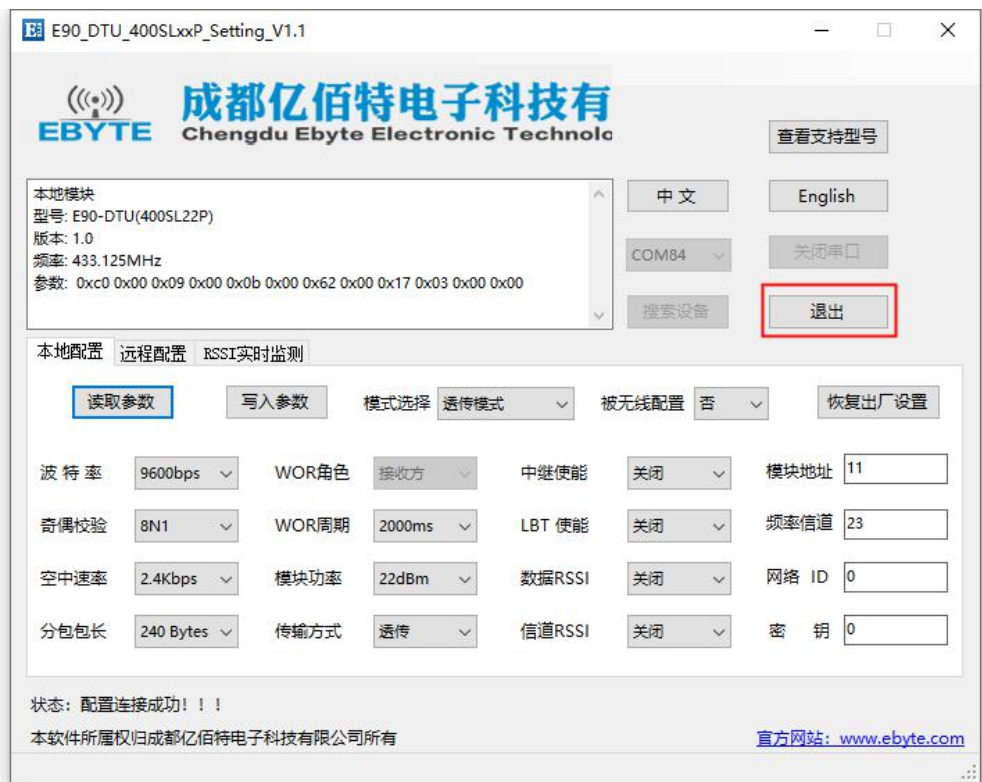 E90_DTU_400SLxxP_Setting_V1.1
EBYTE
成都亿佰特电子科技有
Chengdu Ebyte Electronic Technolo
查看支持型号
本地模块
型号: E90-DTU(400SL22P)
版本: 1.0
频率: 433.125MHz
参数: 0xc0 0x00 0x09 0x00 0x0b 0x00 0x62 0x00 0x17 0x03 0x00 0x00
中文 English
COM84 关闭串口
搜索设备 退出
本地配置 远程配置 RSSI实时监测
读取参数 写入参数 模式选择 透传模式 被无线配置 否 恢复出厂设置
波特率 9600bps WOR角色 接收方 中继使能 关闭 模块地址 11
奇偶校验 8N1 WOR周期 2000ms LBT 使能 关闭 频率信道 23
空中速率 2.4Kbps 模块功率 22dBm 数据RSSI 关闭 网络 ID 0
分包包长 240 Bytes 传输方式 透传 信道RSSI 关闭 密 钥 0
状态：配置连接成功！！！
本软件所属权归成都亿佰特电子科技有限公司所有 官方网站：www.ebyte.com